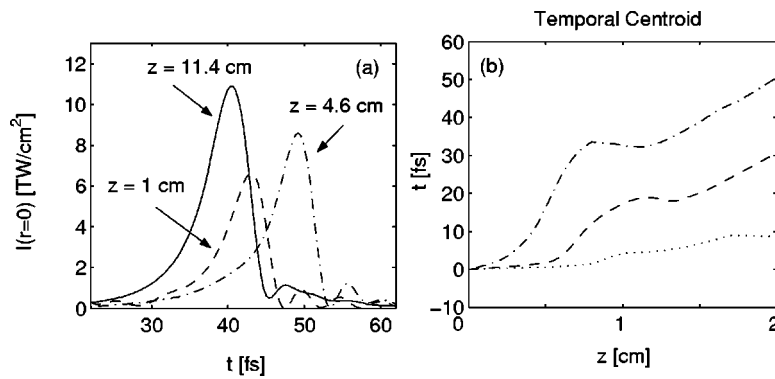 Temporal Centroid
12
10
8
6
4
2
0
I(r=0) [TW/cm²]
z = 11.4 cm
(a)
z = 4.6 cm
z = 1 cm
30
40
50
60
t [fs]
60
50
40
30
20
10
0
−10
t [fs]
(b)
0
1
2
z [cm]